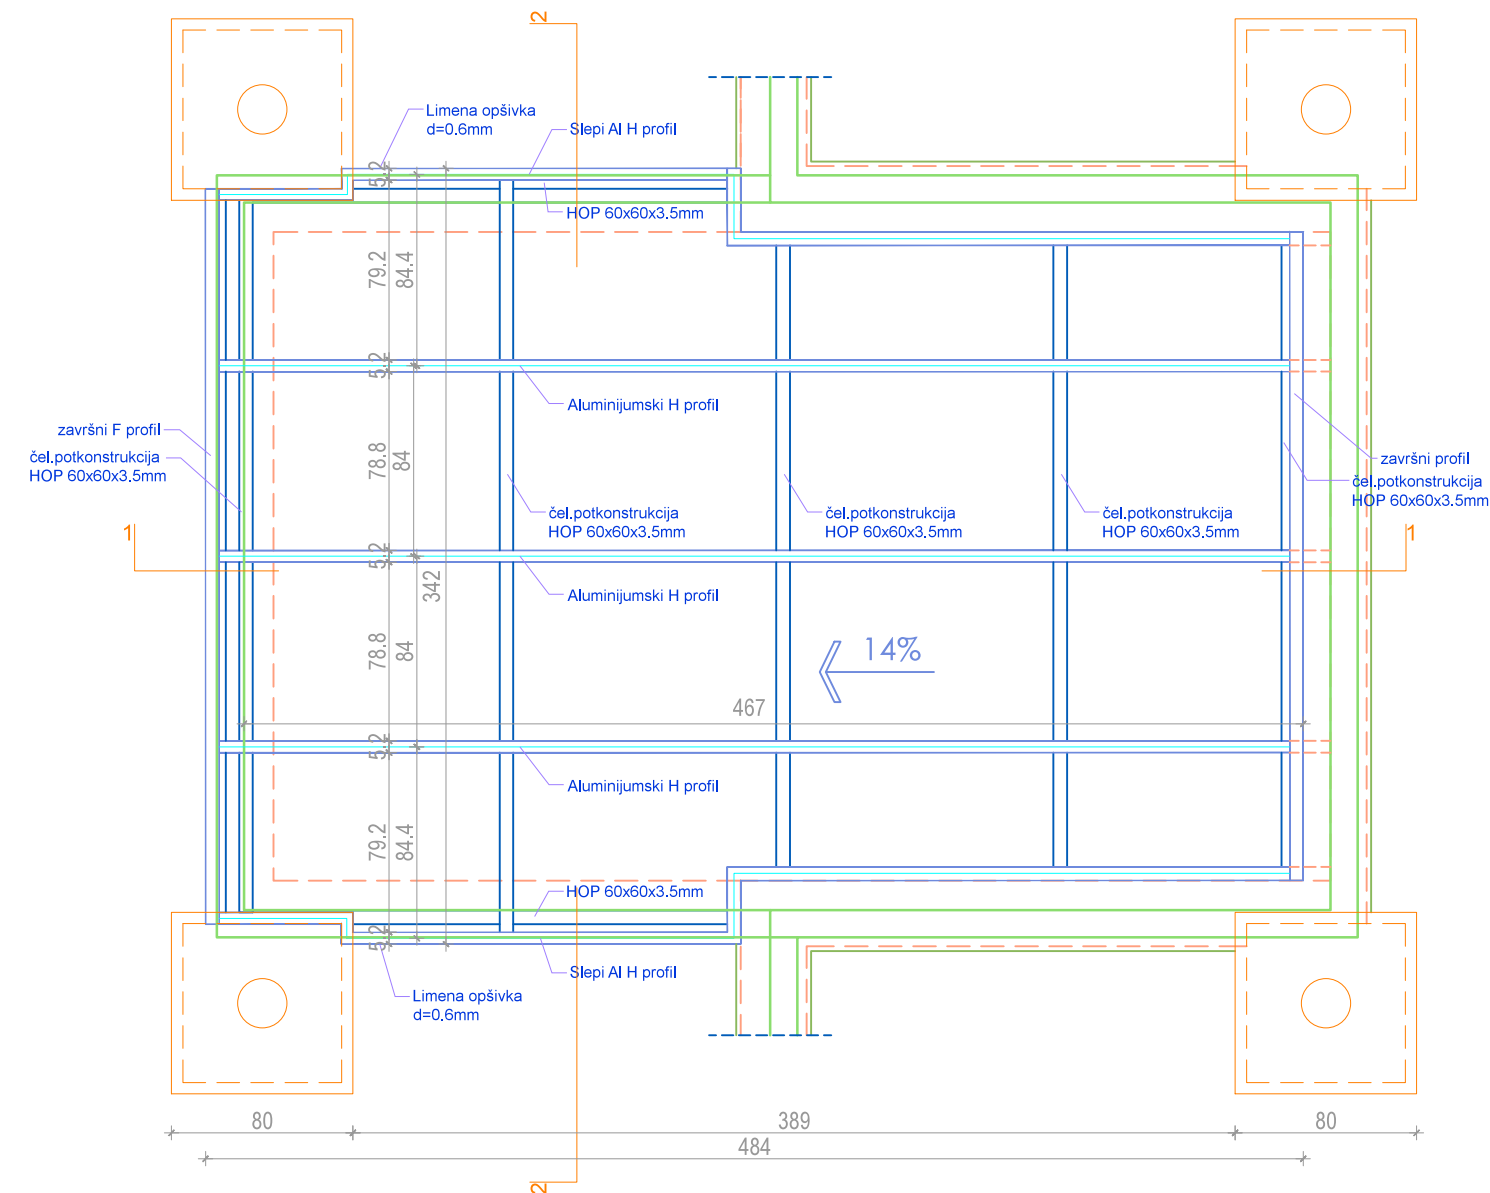 2
Limena opšivka
d=0.6mm
Slepi Al H profil
5.2
HOP 60x60x3.5mm
79.2
84.4
5.2
Aluminijumski H profil
završni F profil
čel.potkonstrukcija
HOP 60x60x3.5mm
78.8
84
završni profil
čel.potkonstrukcija
HOP 60x60x3.5mm
čel.potkonstrukcija
HOP 60x60x3.5mm
čel.potkonstrukcija
HOP 60x60x3.5mm
čel.potkonstrukcija
HOP 60x60x3.5mm
1
1
5.2
342
Aluminijumski H profil
78.8
84
14%
467
5.2
Aluminijumski H profil
79.2
84.4
HOP 60x60x3.5mm
5.2
Slepi Al H profil
Limena opšivka
d=0.6mm
80
389
80
484
2